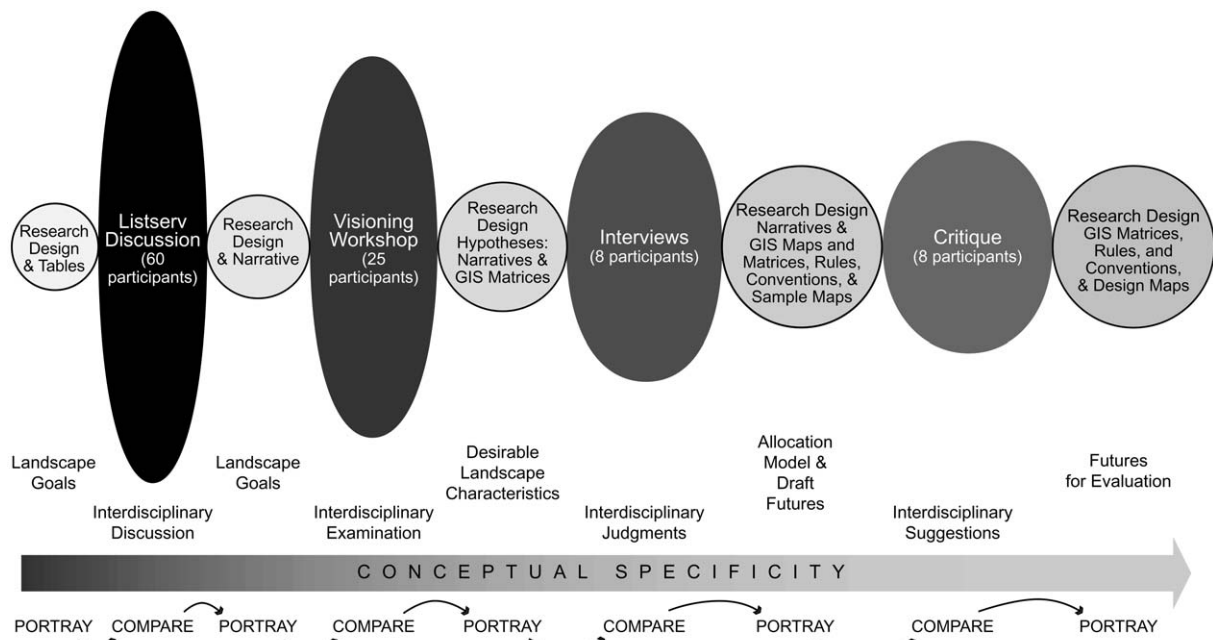 Research
Design
& Tables
Listserv
Discussion
(60
participants)
Research
Design
& Narrative
Visioning
Workshop
(25
participants)
Research
Design
Hypotheses:
Narratives &
GIS Matrices
Interviews
(8 participants)
Research Design
Narratives &
GIS Maps and
Matrices, Rules,
Conventions, &
Sample Maps
Critique
(8 participants)
Research Design
GIS Matrices,
Rules, and
Conventions,
& Design Maps
Landscape
Goals
Interdisciplinary
Discussion
Landscape
Goals
Interdisciplinary
Examination
Desirable
Landscape
Characteristics
Interdisciplinary
Judgments
Allocation
Model &
Draft
Futures
Interdisciplinary
Suggestions
Futures
for Evaluation
CONCEPTUAL SPECIFICITY
PORTRAY COMPARE PORTRAY COMPARE PORTRAY COMPARE PORTRAY COMPARE PORTRAY